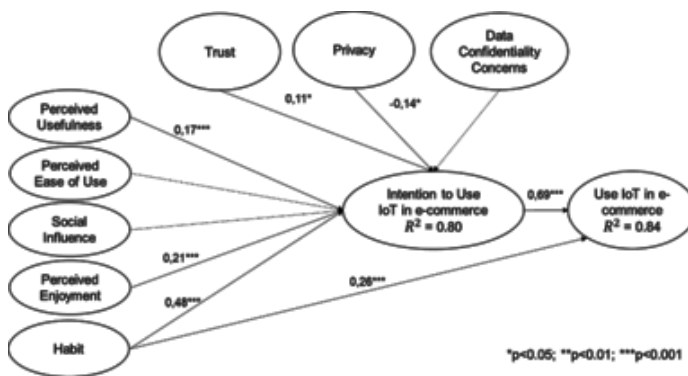 Trust
Privacy
Data
Confidentiality
Concerns
0,11*
-0,14*
Perceived
Usefulness
0,17***
Perceived
Ease of Use
Social
Influence
Perceived
Enjoyment
0,21***
Habit
0,48***
Intention to Use
IoT in e-commerce
R² = 0.80
0,69***
Use IoT in e-
commerce
R² = 0.84
0,26***
*p<0.05; **p<0.01; ***p<0.001